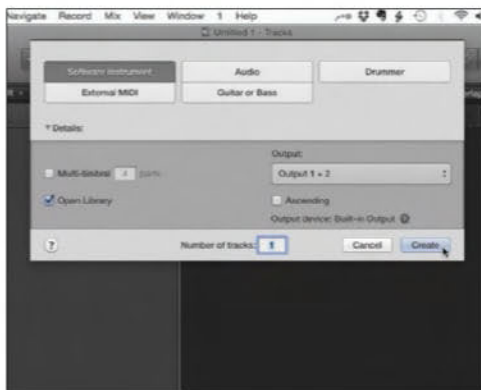 Navigate Record Mix View Window 1 Help
Untitled 1 - Tracks
Software Instrument
Audio
Drummer
External MIDI
Guitar or Bass
Details:
Output:
Multi-timbral 4 parts
Output 1 + 2
Open Library
Ascending
Output device: Built-in Output
? Number of tracks: 1 Cancel Create